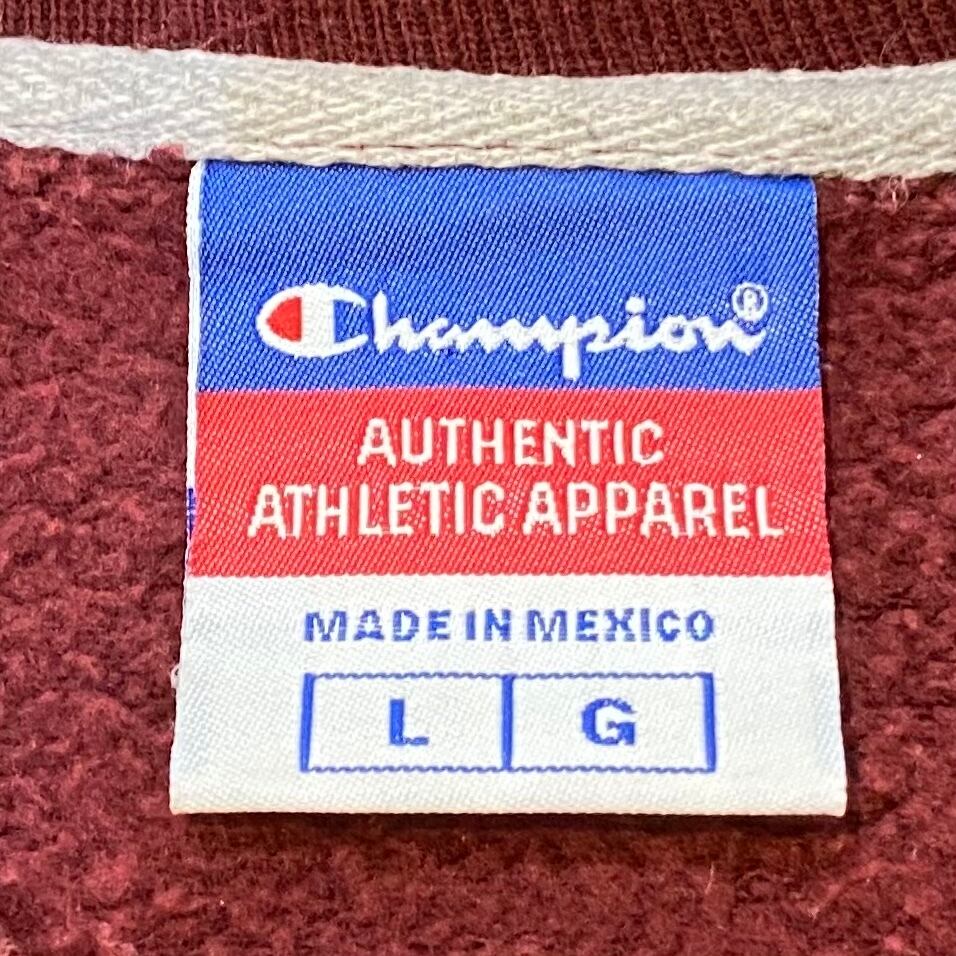 Champion®
AUTHENTIC
ATHLETIC APPAREL
MADE IN MEXICO
L G